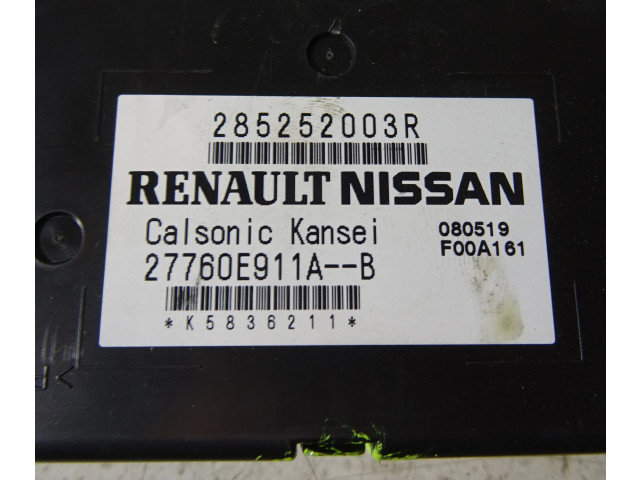 285252003R
RENAULT NISSAN
Calsonic Kansei 080519
27760E911A--B F00A161
*K5836211*